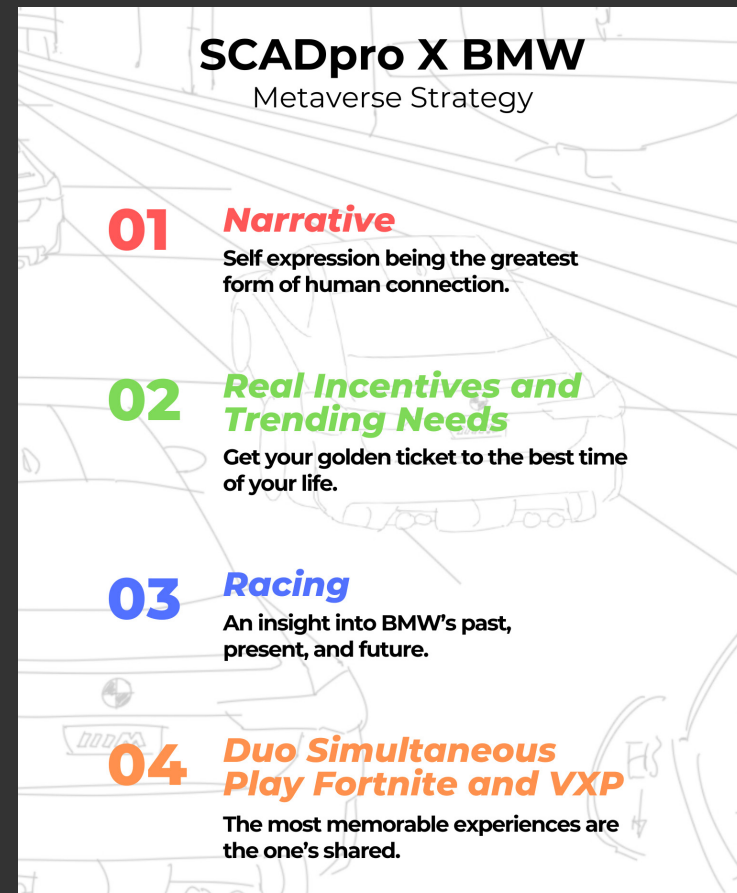 SCADpro X BMW
Metaverse Strategy
01
Narrative
Self expression being the greatest
form of human connection.
02
Real Incentives and
Trending Needs
Get your golden ticket to the best time
of your life.
03
Racing
An insight into BMW’s past,
present, and future.
04
Duo Simultaneous
Play Fortnite and VXP
The most memorable experiences are
the one’s shared.